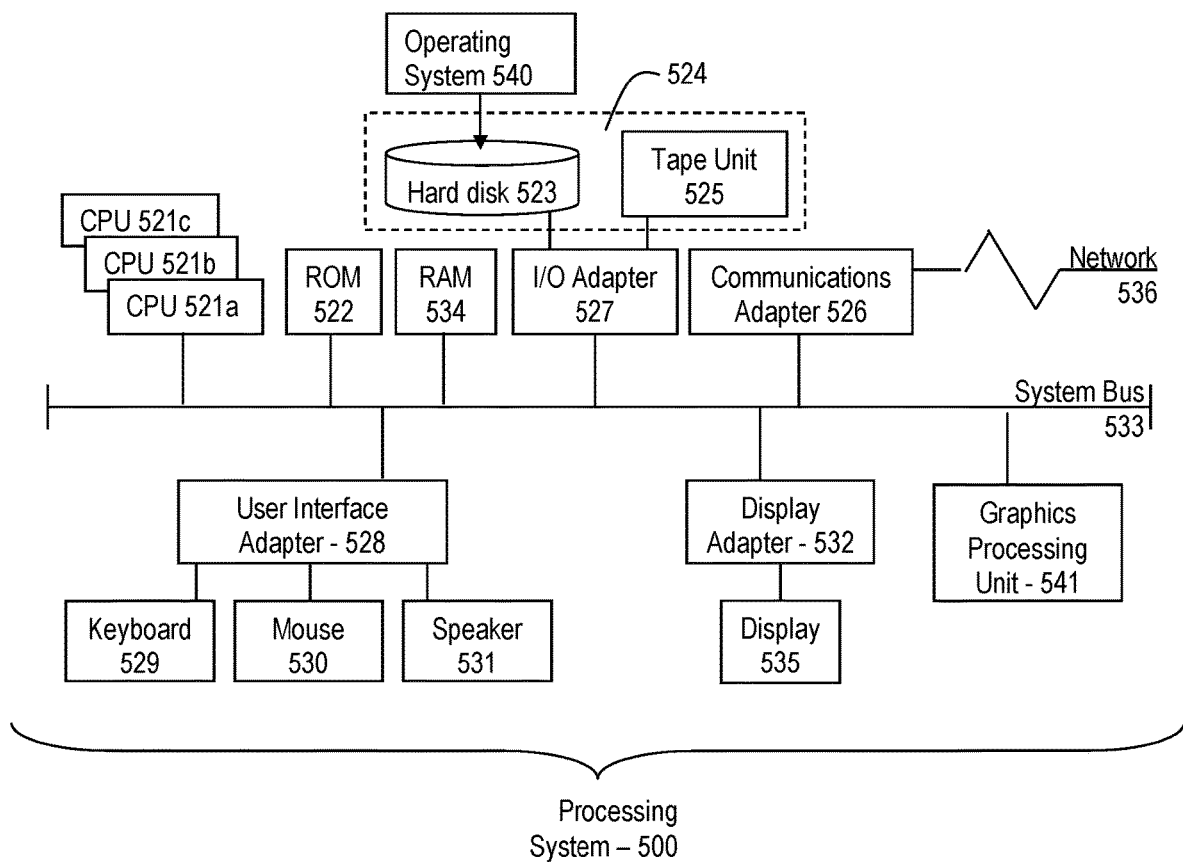 Operating
System 540
524
Hard disk 523
Tape Unit
525
CPU 521c
CPU 521b
CPU 521a
ROM
522
RAM
534
I/O Adapter
527
Communications
Adapter 526
Network
536
System Bus
533
User Interface
Adapter - 528
Display
Adapter - 532
Graphics
Processing
Unit - 541
Keyboard
529
Mouse
530
Speaker
531
Display
535
Processing
System – 500